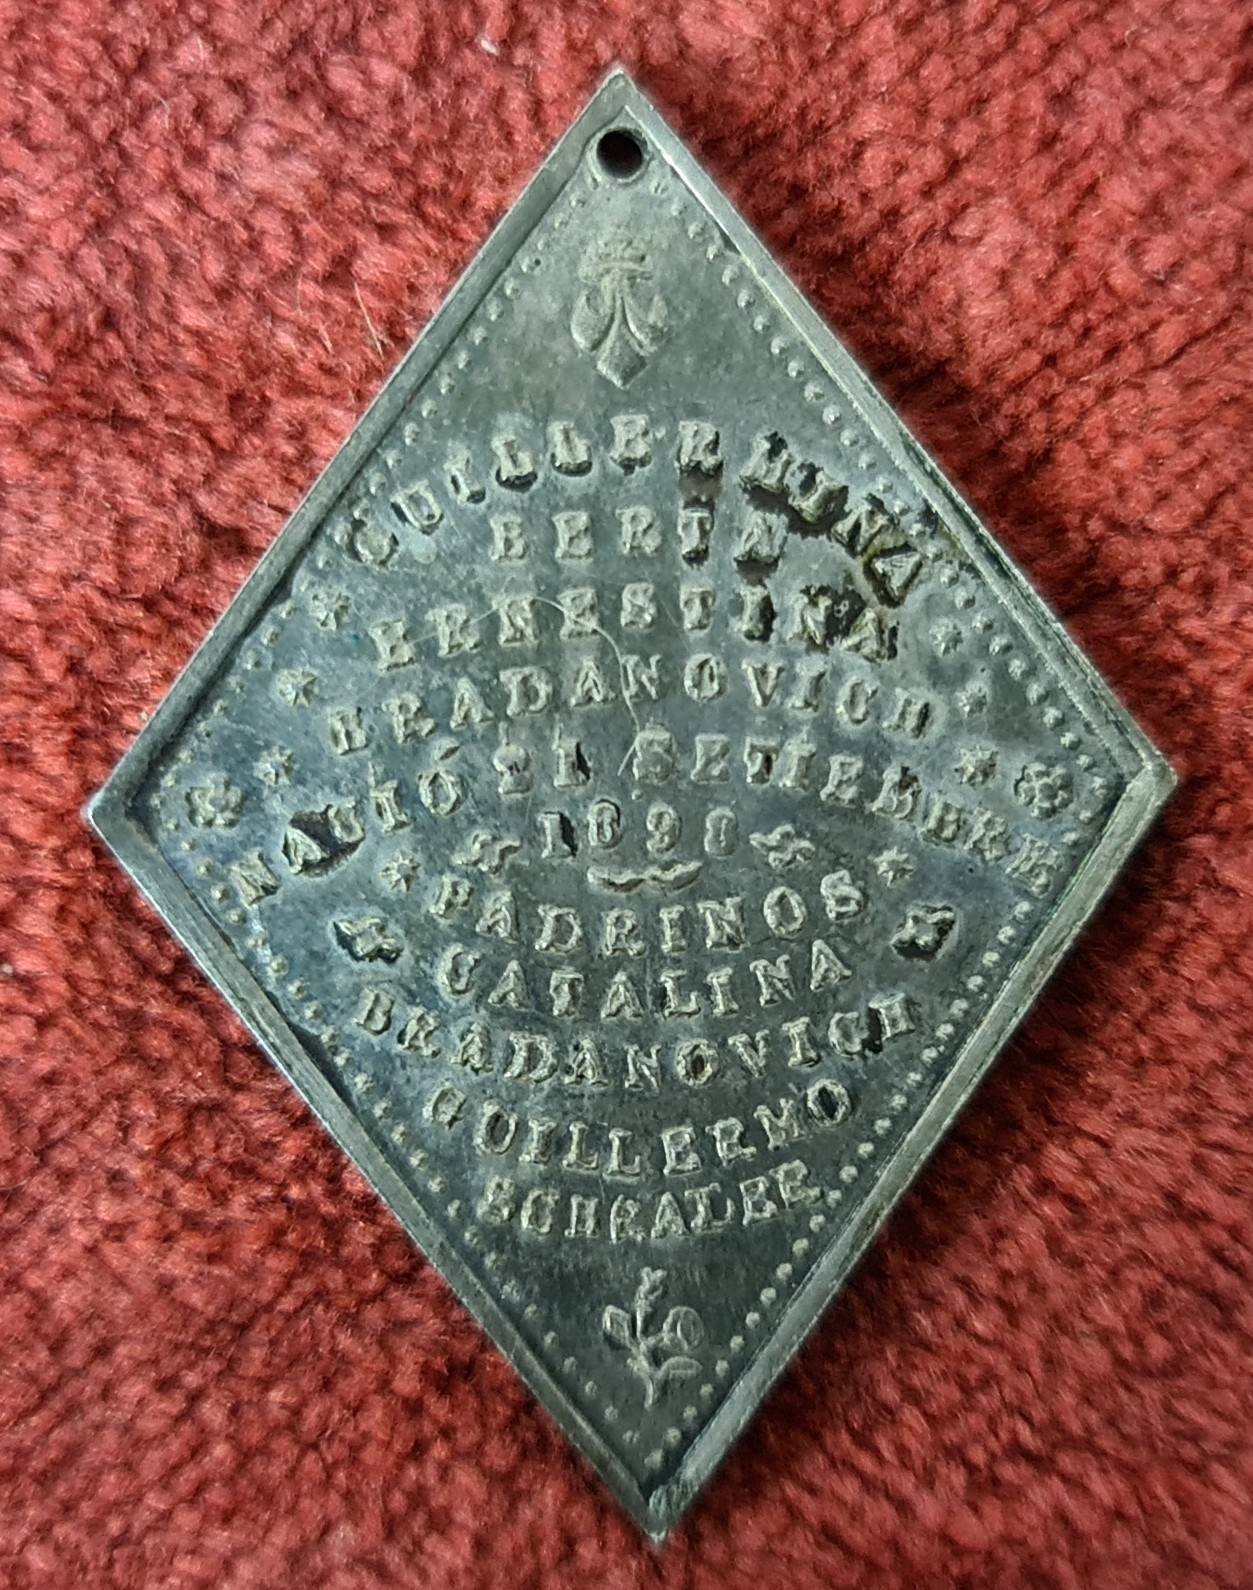 GUILLERMINA
BERTA
ERNESTINA
BRADANOVICH
NACIÓ 21 SETIEMBRE
1898
PADRINOS
CATALINA
BRADANOVICH
GUILLERMO
SCHRADER